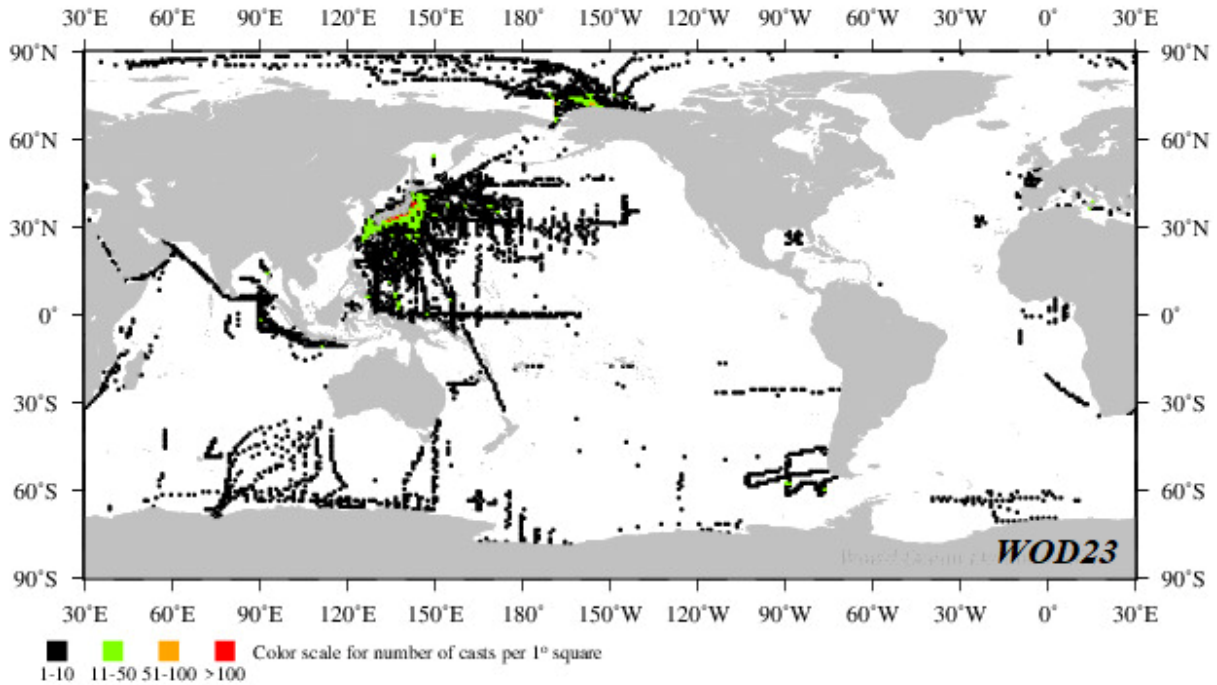 30˚E 60˚E 90˚E 120˚E 150˚E 180˚ 150˚W 120˚W 90˚W 60˚W 30˚W 0˚ 30˚E
90˚N 90˚N
60˚N 60˚N
30˚N 30˚N
0˚ 0˚
30˚S 30˚S
60˚S 60˚S
WOD23
90˚S 90˚S
30˚E 60˚E 90˚E 120˚E 150˚E 180˚ 150˚W 120˚W 90˚W 60˚W 30˚W 0˚ 30˚E
Color scale for number of casts per 1° square
1-10 11-50 51-100 >100